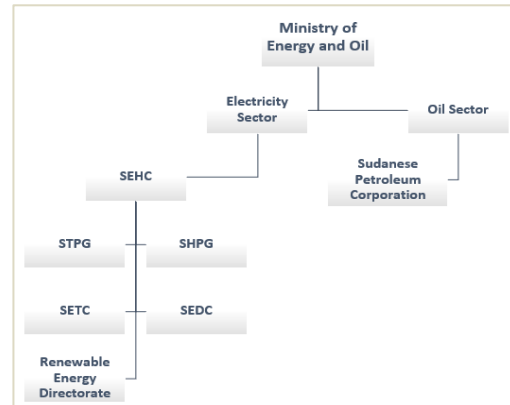 Ministry of
Energy and Oil
Electricity
Sector
Oil Sector
Sudanese
Petroleum
Corporation
SEHC
STPG
SHPG
SETC
SEDC
Renewable
Energy
Directorate